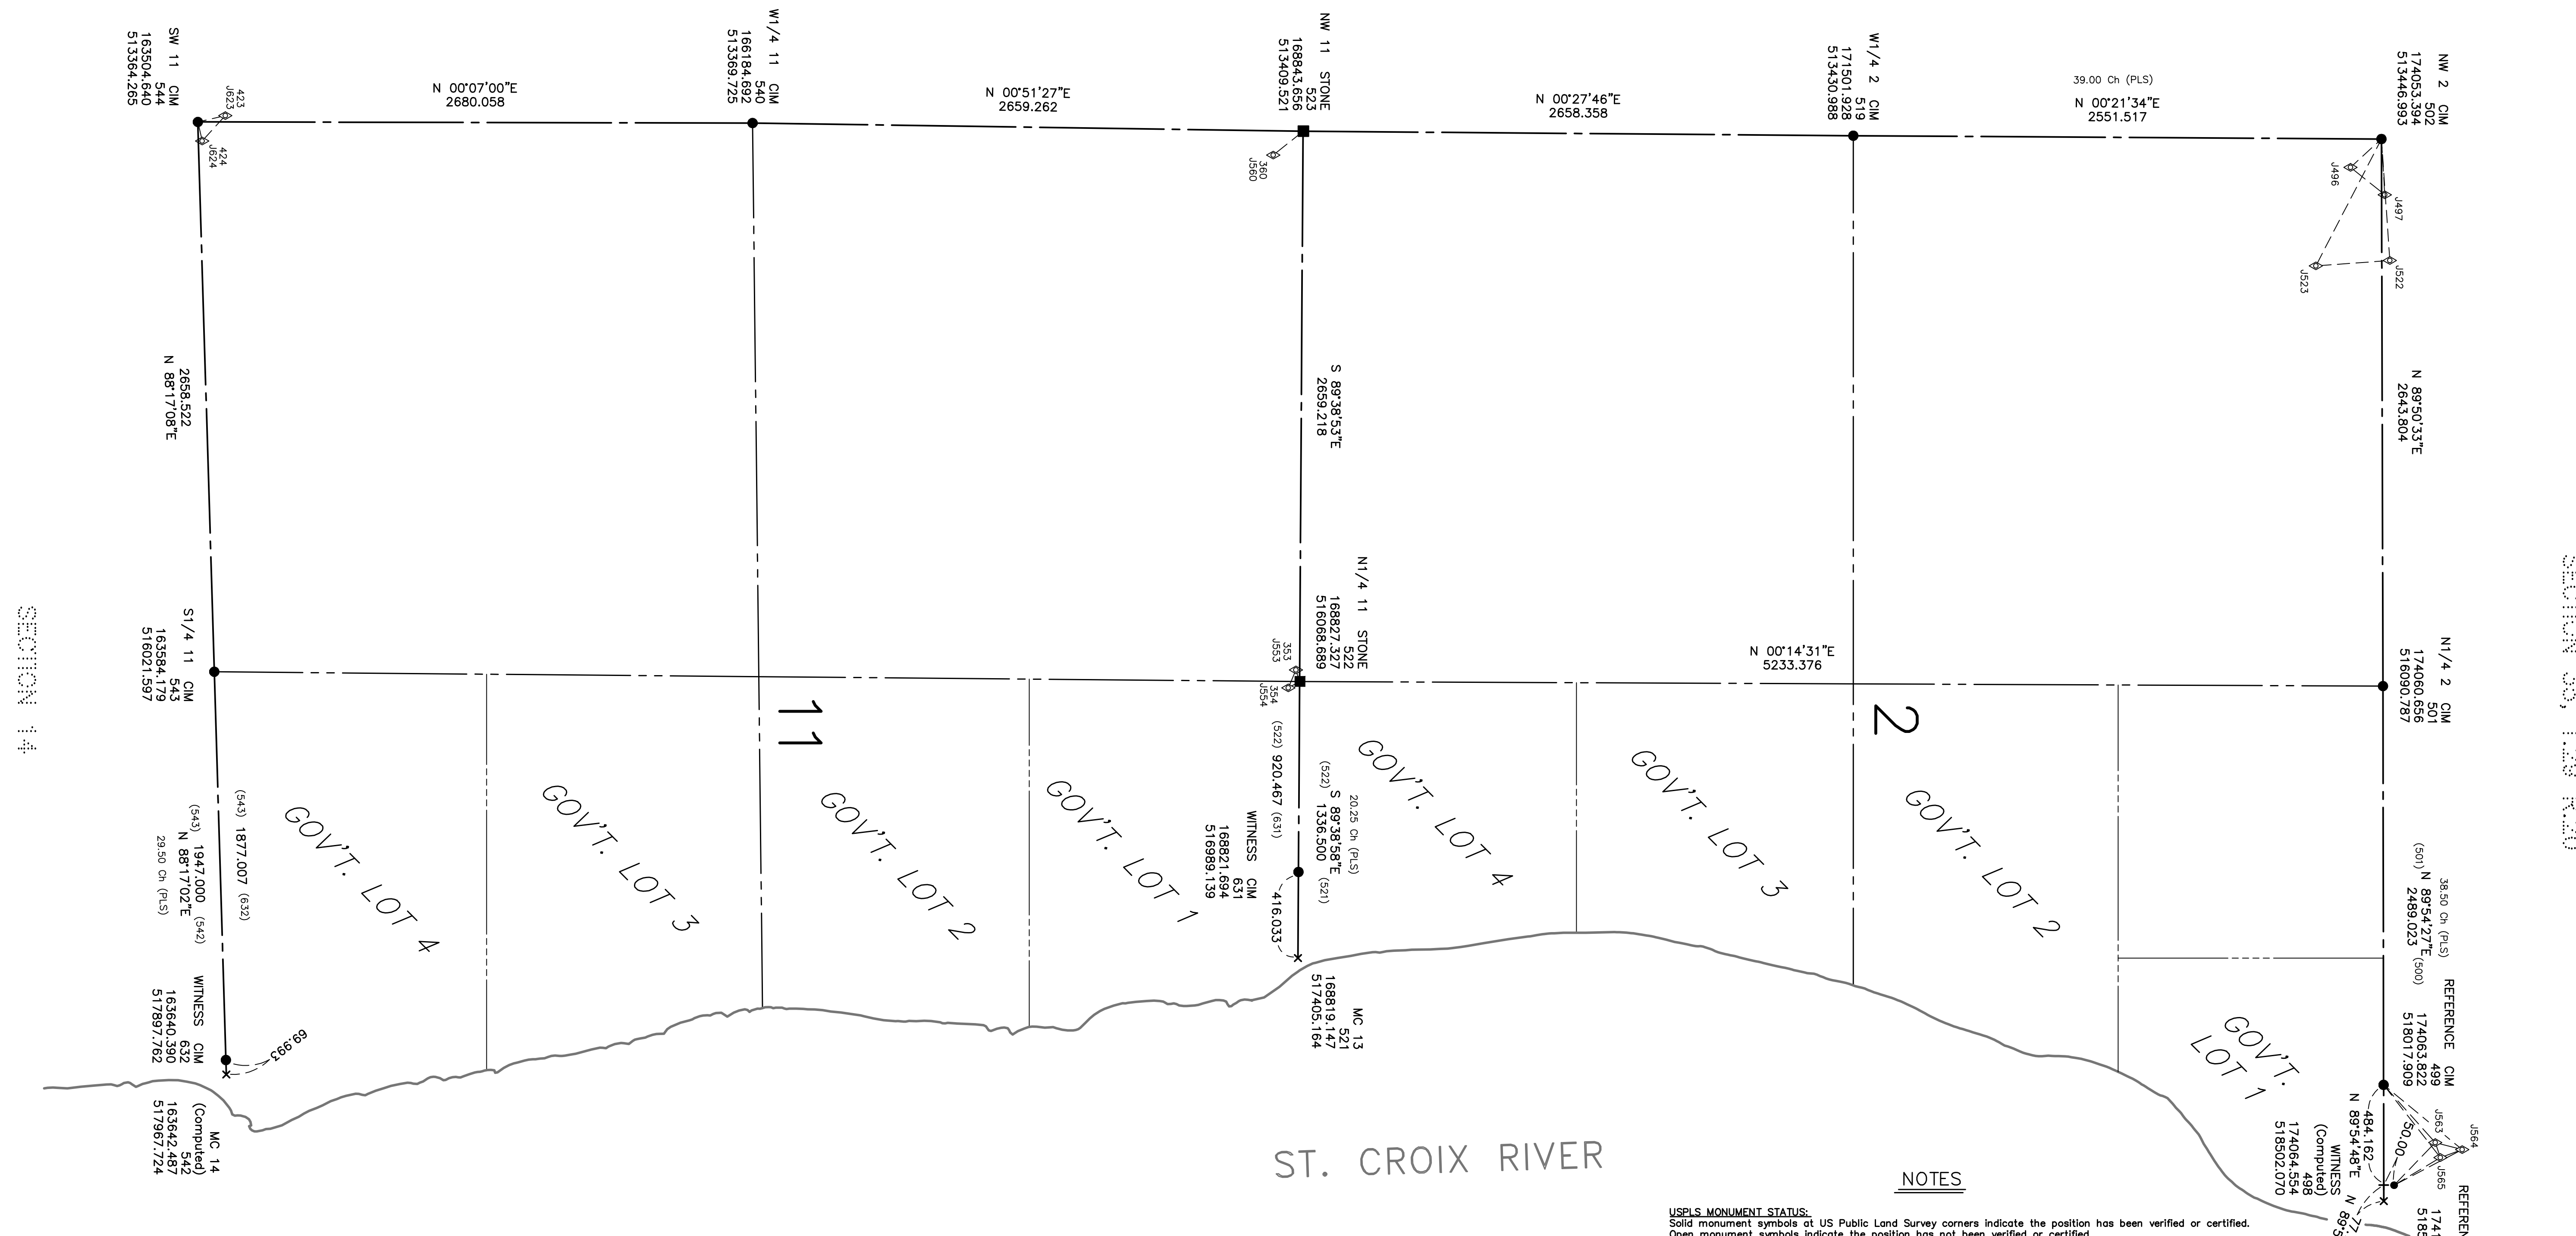 SW 11 CIM
544
163504.640
513364.265
423
J623
424
J624
N 00°07'00"E
2680.058
W1/4 11 CIM
540
166184.692
513369.725
N 00°51'27"E
2659.262
NW 11 STONE
523
168843.656
513409.521
360
J560
N 00°27'46"E
2658.358
W1/4 2 CIM
519
171501.928
513430.988
39.00 Ch (PLS)
N 00°21'34"E
2551.517
NW 2 CIM
502
174053.394
513446.993
J496
J497
J522
J523
2658.522
N 88°17'08"E
S 89°38'53"E
2659.218
N 89°50'33"E
2643.804
SECTION 14
S1/4 11 CIM
543
163584.179
516021.597
N1/4 11 STONE
522
168827.327
516068.689
353
J553
354
J554
N 00°14'31"E
5233.376
N1/4 2 CIM
501
174060.656
516090.787
11
2
GOV'T. LOT 4
GOV'T. LOT 3
GOV'T. LOT 2
GOV'T. LOT 1
GOV'T. LOT 4
GOV'T. LOT 3
GOV'T. LOT 2
GOV'T.
LOT 1
(543) 1877.007 (632)
(543) 1947.000 (542)
N 88°17'02"E
29.50 Ch (PLS)
20.25 Ch (PLS)
(522) S 89°38'58"E (521)
1336.500
(522) 920.467 (631)
416.033
WITNESS CIM
631
168821.694
516989.139
38.50 Ch (PLS)
(501) N 89°54'27"E (500)
2489.023
WITNESS CIM
632
163640.390
517897.762
69.993
MC 14
(Computed)
542
163642.487
517967.724
MC 13
521
168819.147
517405.164
REFERENCE CIM
499
174063.822
518017.909
J563
J564
J565
50.00
484.162
N 89°54'48"E
WITNESS
(Computed)
498
174064.554
518502.070
ST. CROIX RIVER
NOTES
USPLS MONUMENT STATUS:
Solid monument symbols at US Public Land Survey corners indicate the position has been verified or certified.
Open monument symbols indicate the position has not been verified or certified.